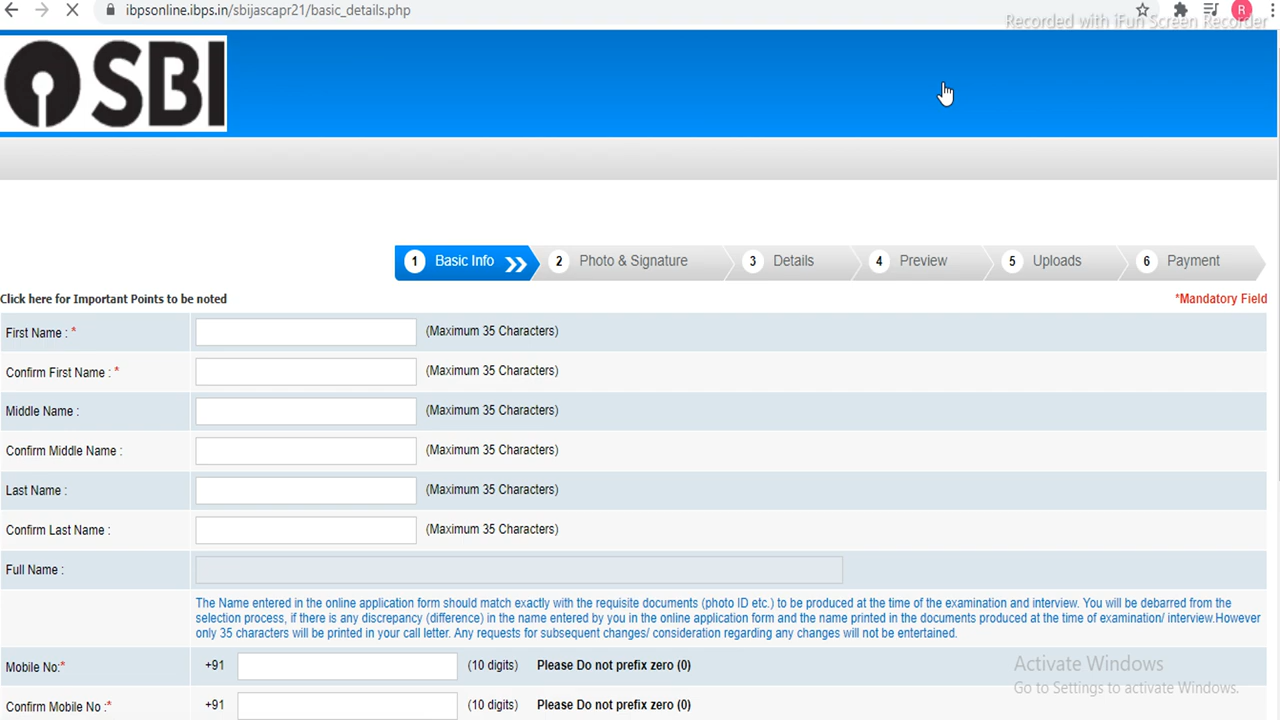 ibpsonline.ibps.in/sbijascapr21/basic_details.php
R
Recorded with iFun Screen Recorder
SBI
1 Basic Info
2 Photo & Signature
3 Details
4 Preview
5 Uploads
6 Payment
Click here for Important Points to be noted
*Mandatory Field
First Name : * (Maximum 35 Characters)
Confirm First Name : * (Maximum 35 Characters)
Middle Name : (Maximum 35 Characters)
Confirm Middle Name : (Maximum 35 Characters)
Last Name : (Maximum 35 Characters)
Confirm Last Name : (Maximum 35 Characters)
Full Name :
The Name entered in the online application form should match exactly with the requisite documents (photo ID etc.) to be produced at the time of the examination and interview. You will be debarred from the
selection process, if there is any discrepancy (difference) in the name entered by you in the online application form and the name printed in the documents produced at the time of examination/ interview.However
only 35 characters will be printed in your call letter. Any requests for subsequent changes/ consideration regarding any changes will not be entertained.
Mobile No:* +91 (10 digits) Please Do not prefix zero (0)
Confirm Mobile No :* +91 (10 digits) Please Do not prefix zero (0)
Activate Windows
Go to Settings to activate Windows.